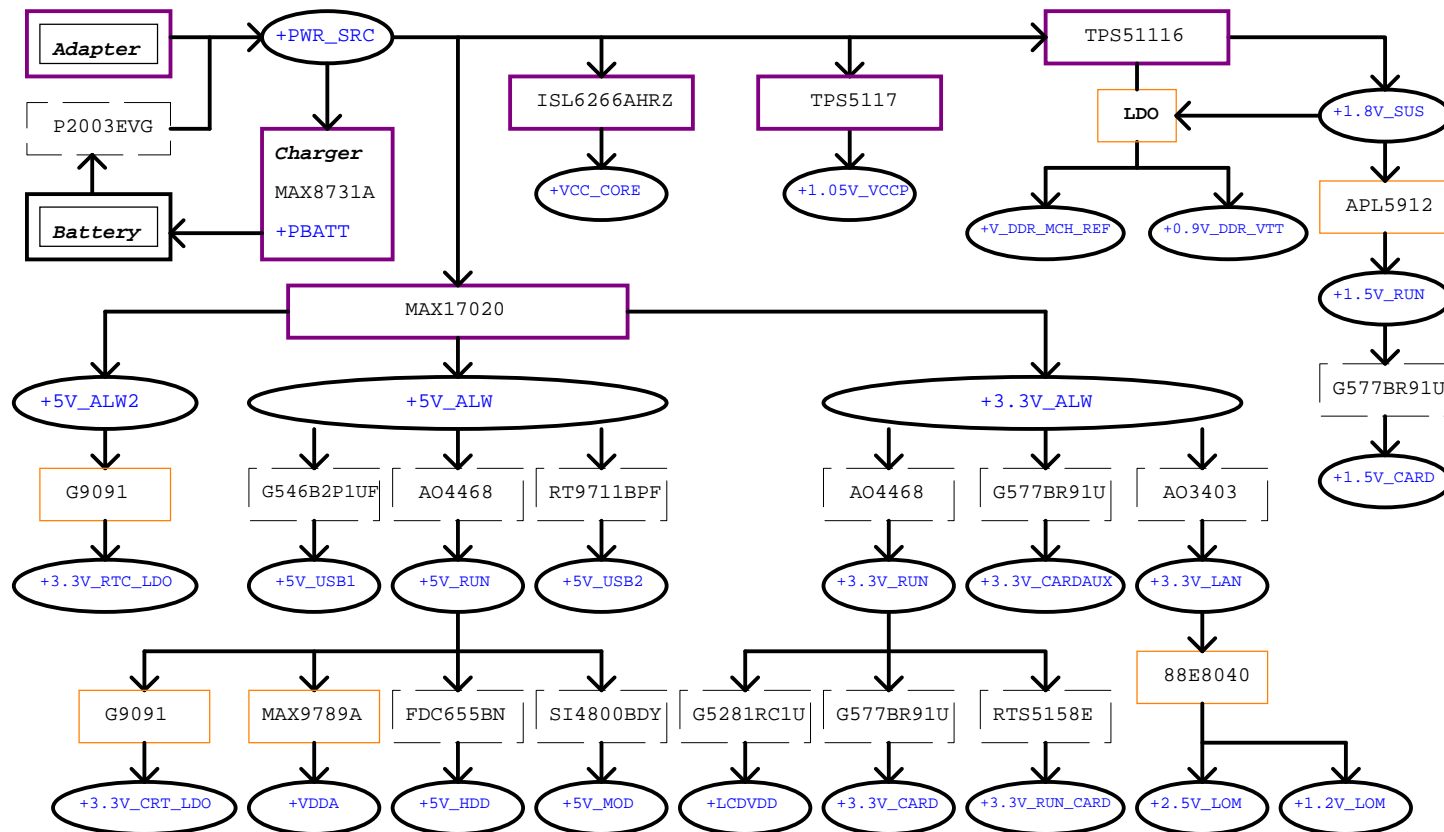 Adapter
+PWR_SRC
TPS51116
ISL6266AHRZ
TPS5117
P2003EVG
LDO
+1.8V_SUS
Charger
MAX8731A
+PBATT
Battery
+VCC_CORE
+1.05V_VCCP
+V_DDR_MCH_REF
+0.9V_DDR_VTT
APL5912
MAX17020
+1.5V_RUN
+5V_ALW2
+5V_ALW
+3.3V_ALW
G577BR91U
+1.5V_CARD
G9091
G546B2P1UF
AO4468
RT9711BPF
AO4468
G577BR91U
AO3403
+3.3V_RTC_LDO
+5V_USB1
+5V_RUN
+5V_USB2
+3.3V_RUN
+3.3V_CARDAUX
+3.3V_LAN
88E8040
G9091
MAX9789A
FDC655BN
SI4800BDY
G5281RC1U
G577BR91U
RTS5158E
+3.3V_CRT_LDO
+VDDA
+5V_HDD
+5V_MOD
+LCDVDD
+3.3V_CARD
+3.3V_RUN_CARD
+2.5V_LOM
+1.2V_LOM